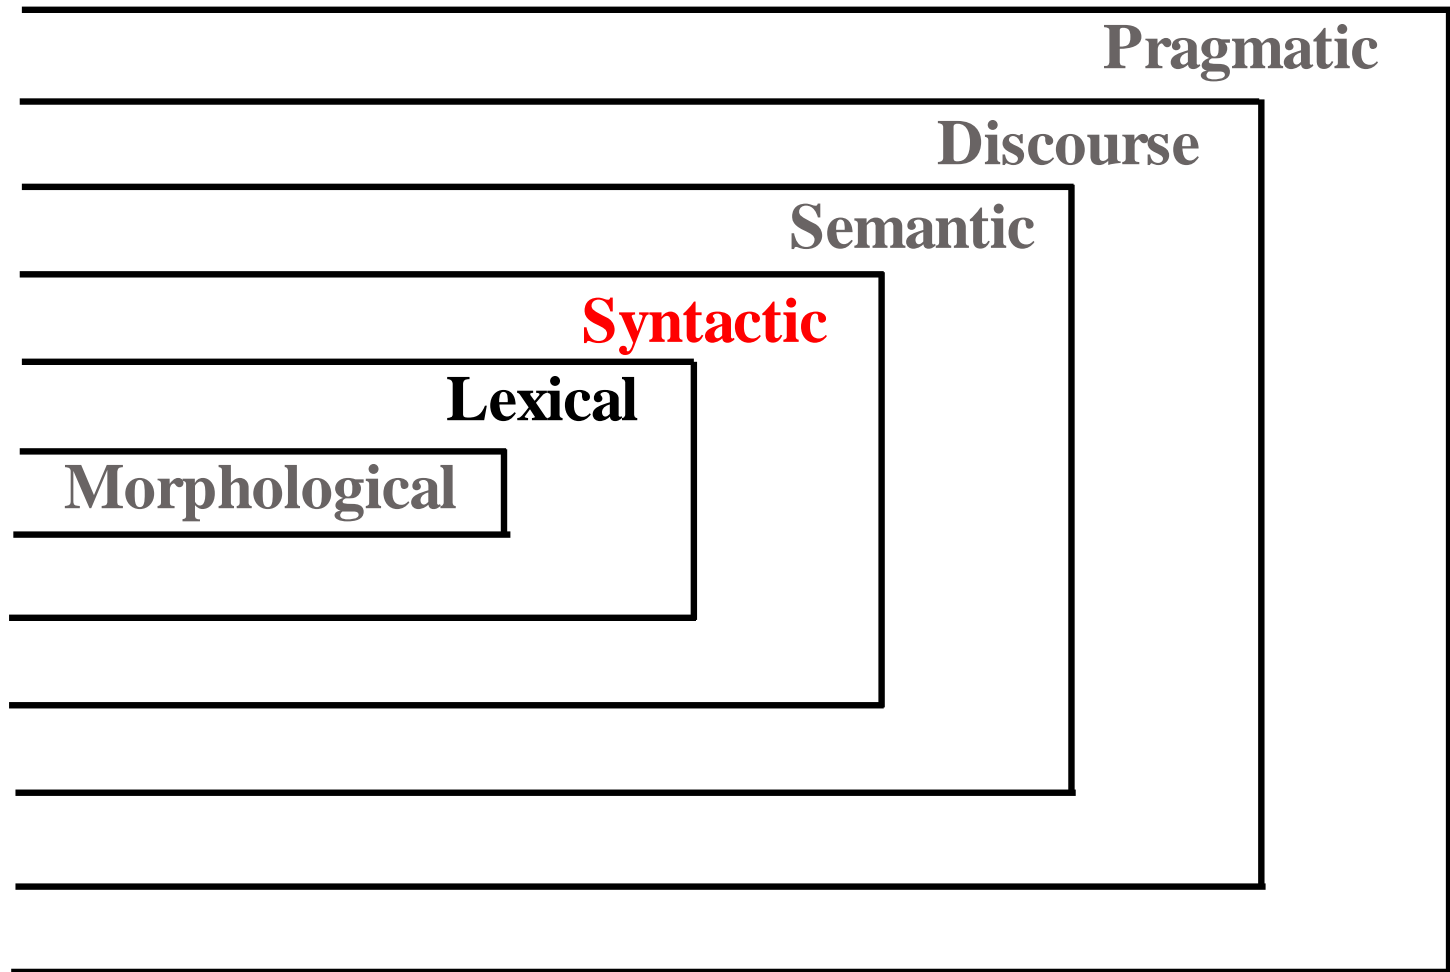 Pragmatic
Discourse
Semantic
Syntactic
Lexical
Morphological